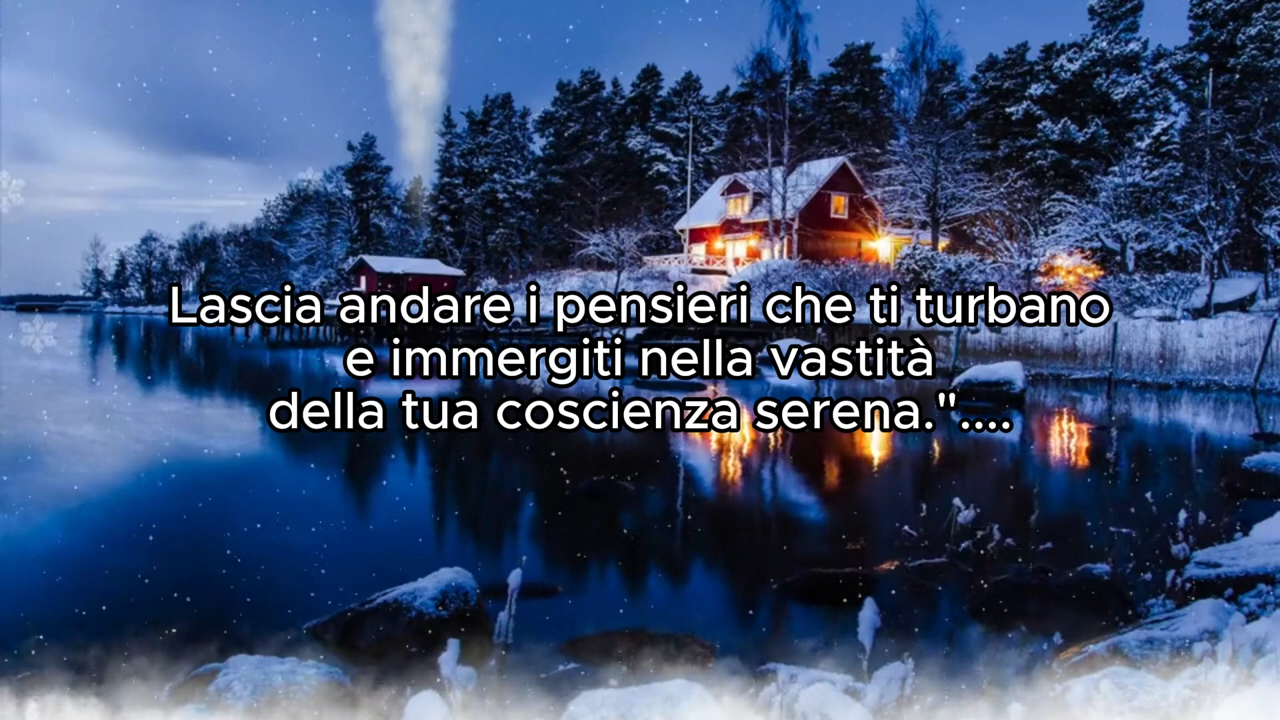 Lascia andare i pensieri che ti turbano
e immergiti nella vastità
della tua coscienza serena."....